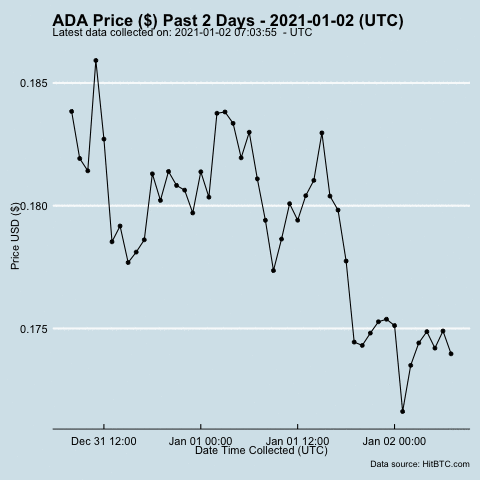 ADA Price ($) Past 2 Days - 2021-01-02 (UTC)
Latest data collected on: 2021-01-02 07:03:55  - UTC
0.185
0.180
0.175
Price USD ($)
Dec 31 12:00
Jan 01 00:00
Jan 01 12:00
Jan 02 00:00
Date Time Collected (UTC)
Data source: HitBTC.com